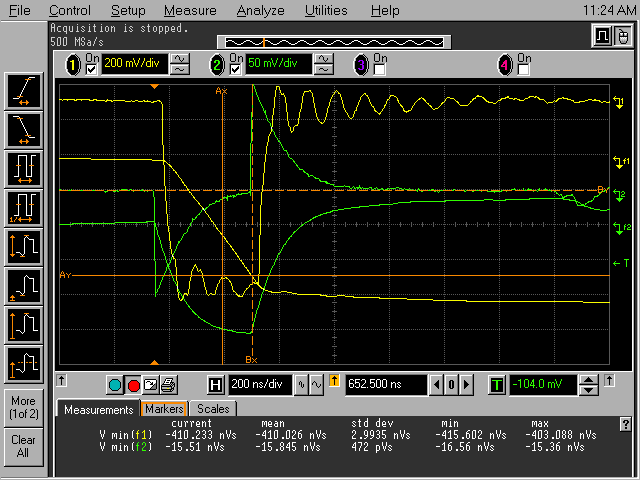 File Control Setup Measure Analyze Utilities Help 11:24 AM
Acquisition is stopped.
500 MSa/s
1 On 200 mV/div 2 On 50 mV/div 3 On 4 On
Ax
1
f1
By
2
f2
T
Ay
Bx
H 200 ns/div 652.500 ns 0 T -104.0 mV
More
(1of 2)
Clear
All
Measurements Markers Scales
?
current mean std dev min max
V min(f1) -410.233 nVs -410.026 nVs 2.9935 nVs -415.602 nVs -403.088 nVs
V min(f2) -15.51 nVs -15.845 nVs 472 pVs -16.56 nVs -15.36 nVs